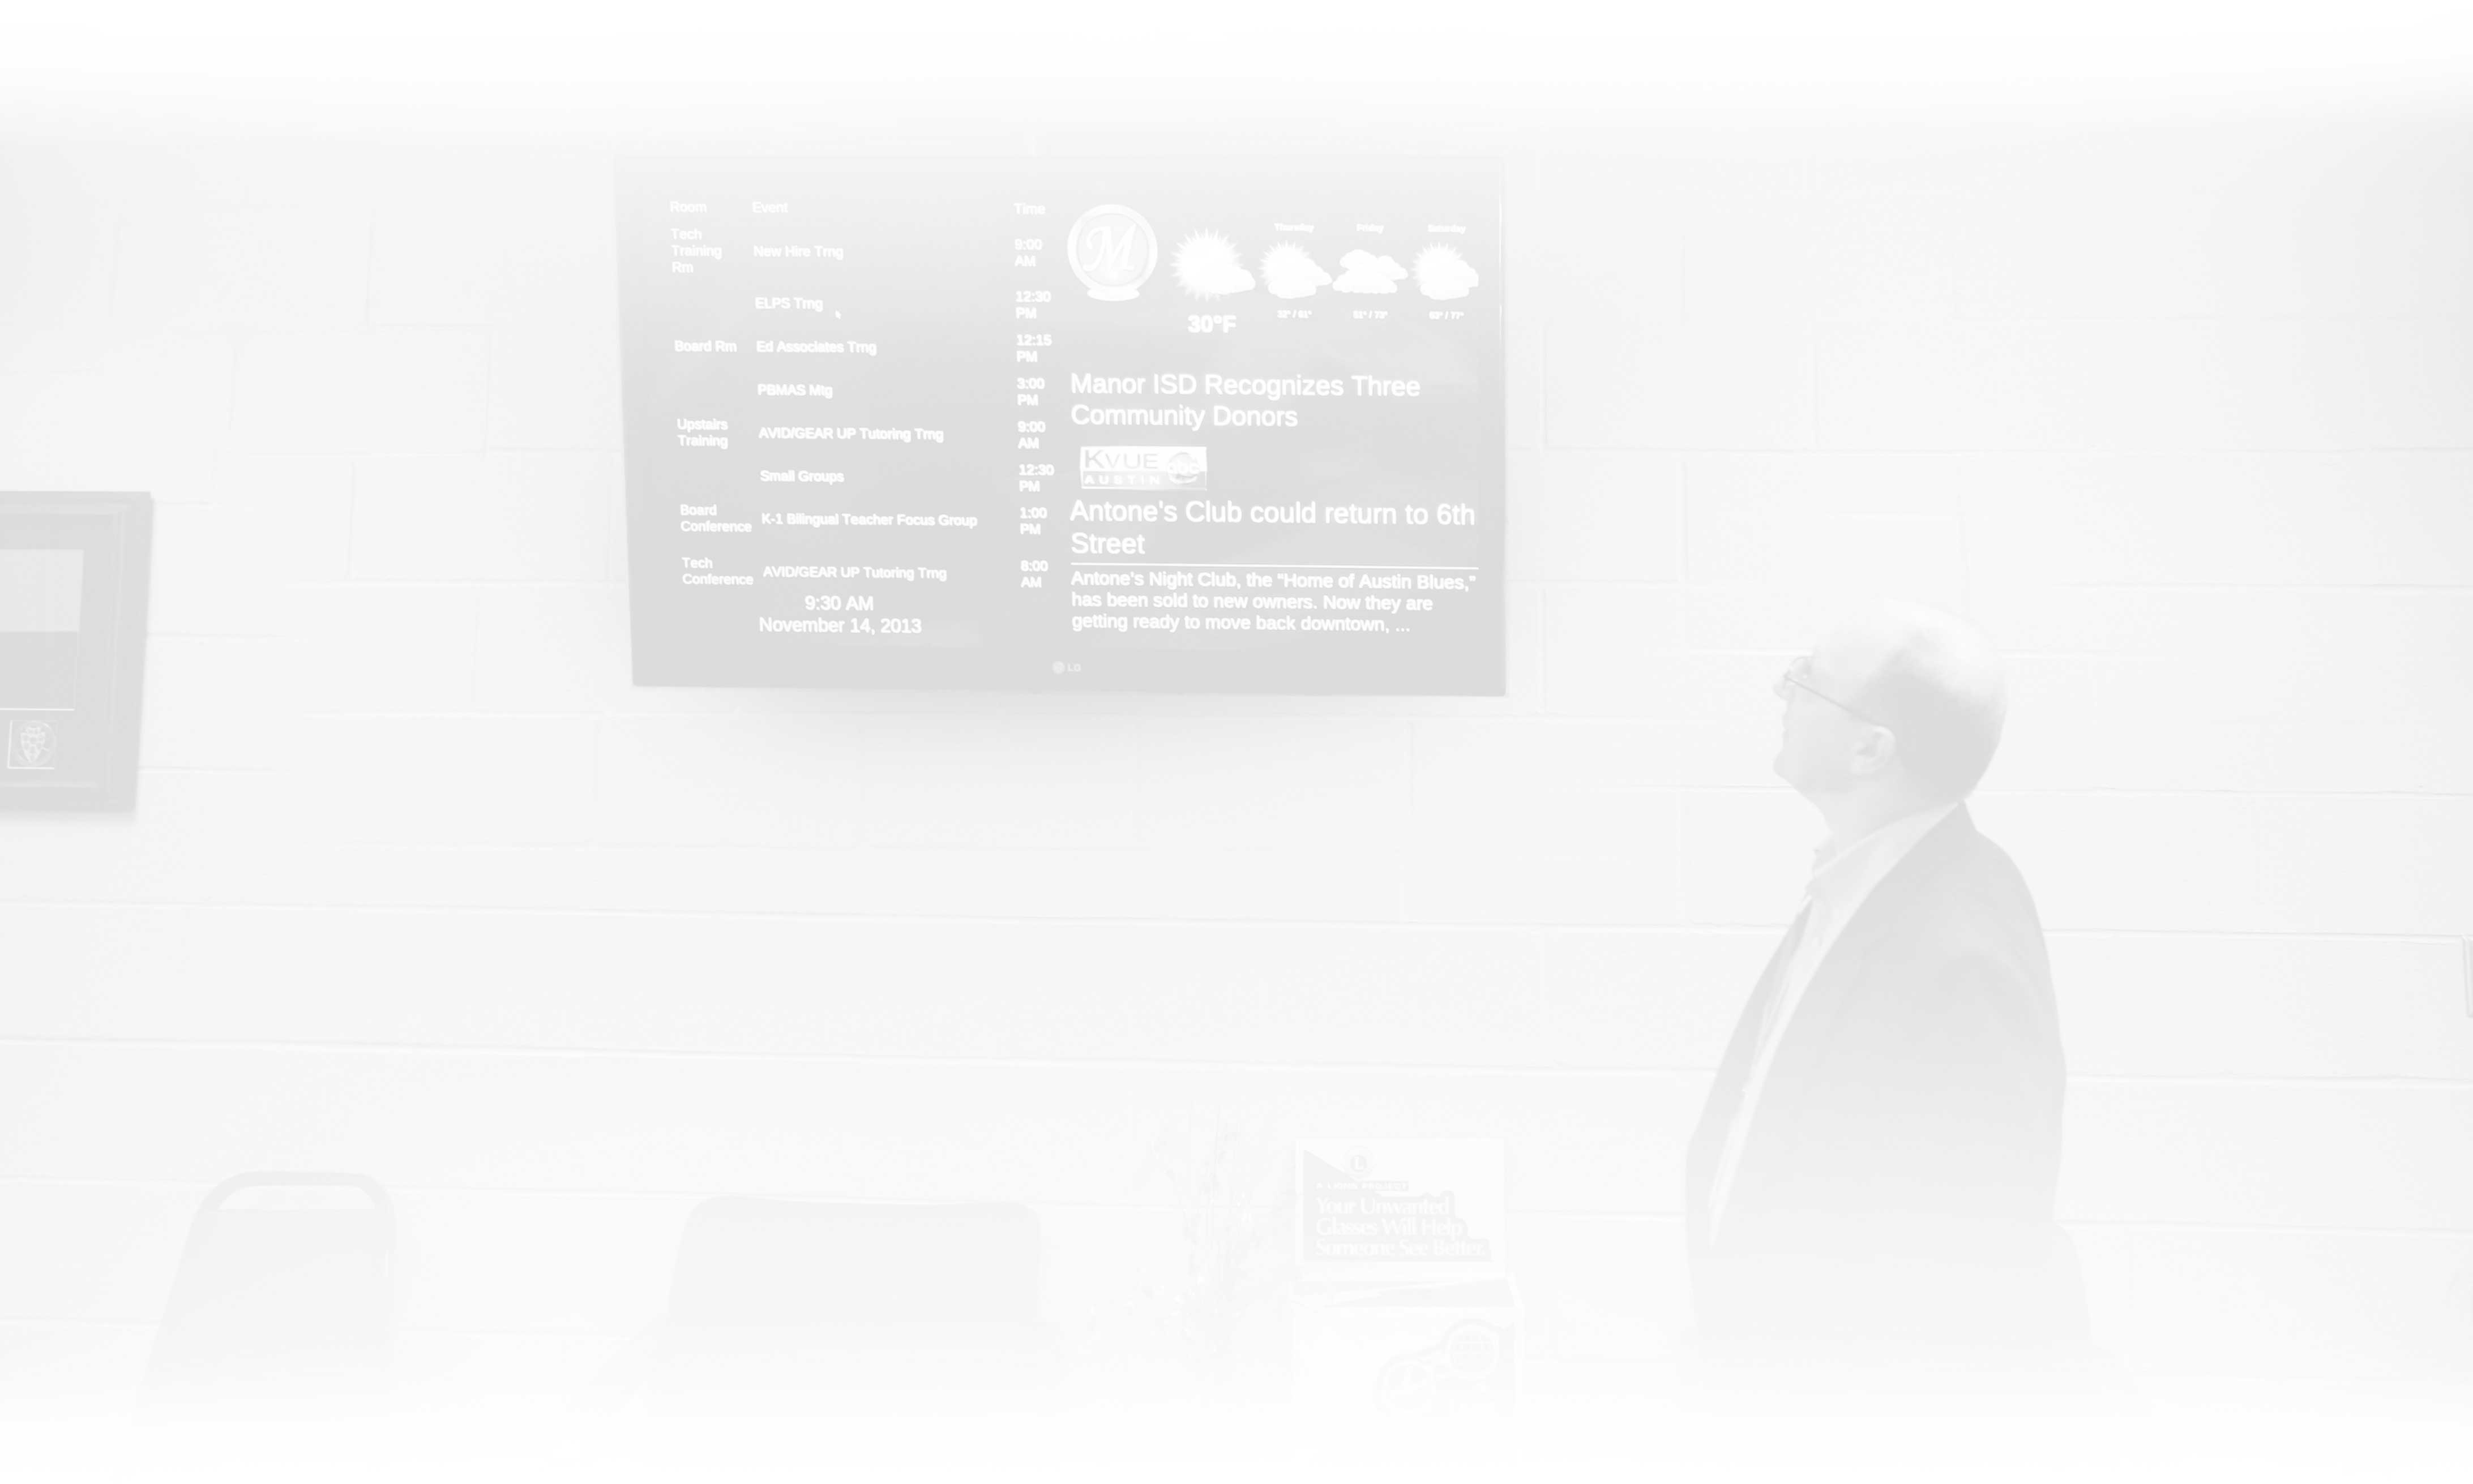 Room Event Time
Tech
Training
Rm
New Hire Trng
9:00
AM
ELPS Trng
12:30
PM
Board Rm
Ed Associates Trng
12:15
PM
PBMAS Mtg
3:00
PM
Upstairs
Training
AVID/GEAR UP Tutoring Trng
9:00
AM
Small Groups
12:30
PM
Board
Conference
K-1 Bilingual Teacher Focus Group
1:00
PM
Tech
Conference
AVID/GEAR UP Tutoring Trng
8:00
AM
9:30 AM
November 14, 2013
M
Thursday Friday Saturday
30°F
51° / 73°
63° / 77°
Manor ISD Recognizes Three
Community Donors
KVUE
AUSTIN
Antone's Club could return to 6th
Street
Antone's Night Club, the "Home of Austin Blues,"
has been sold to new owners. Now they are
getting ready to move back downtown, ...
LG
Your Unwanted
Glasses Will Help
Someone See Better.